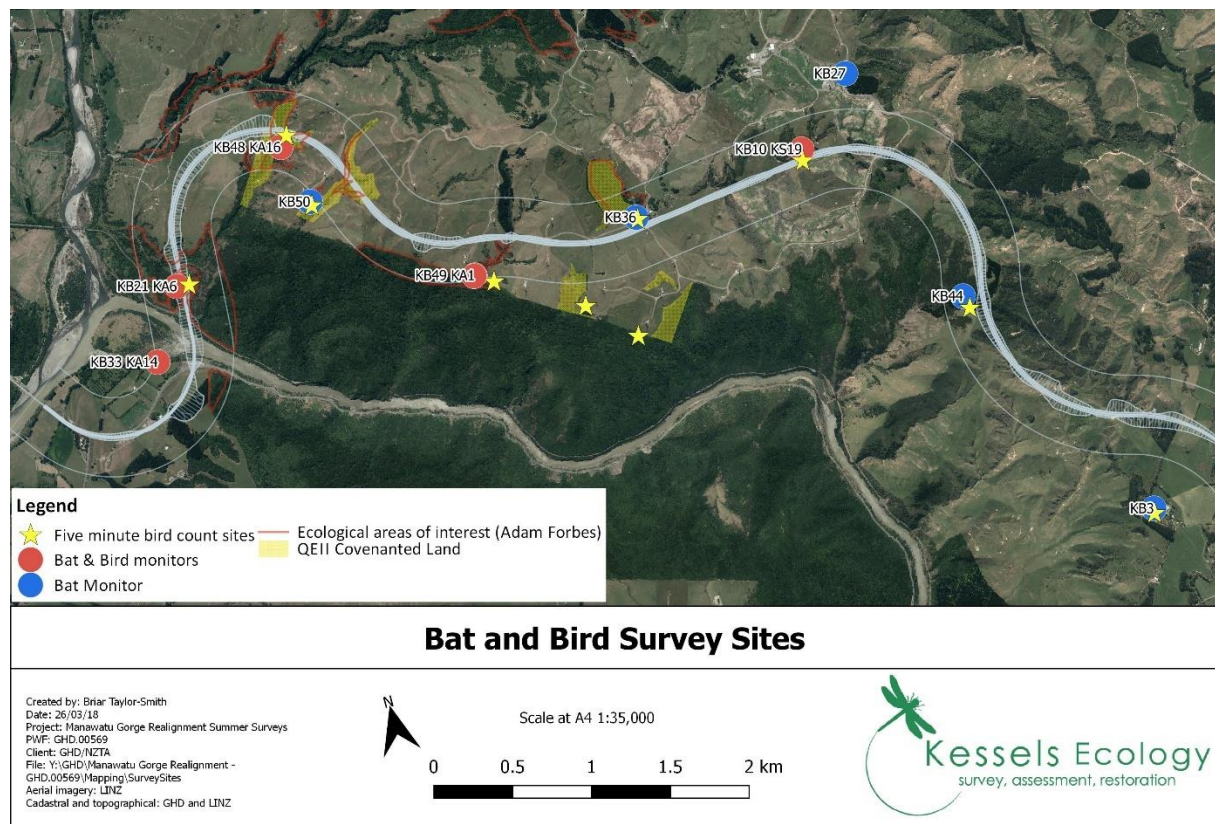 KB27
KB48 KA16
KB10 KS19
KB50
KB36
KB49 KA1
KB21 KA6
KB44
KB33 KA14
KB3
Legend
Five minute bird count sites
Bat & Bird monitors
Bat Monitor
Ecological areas of interest (Adam Forbes)
QEII Covenanted Land
Bat and Bird Survey Sites
Created by: Briar Taylor-Smith
Date: 26/03/18
Project: Manawatu Gorge Realignment Summer Surveys
PWF: GHD.00569
Client: GHD/NZTA
File: Y:\GHD\Manawatu Gorge Realignment -
GHD.00569\Mapping\SurveySites
Aerial imagery: LINZ
Cadastral and topographical: GHD and LINZ
N
Scale at A4 1:35,000
0 0.5 1 2 km
Kessels Ecology
survey, assessment, restoration